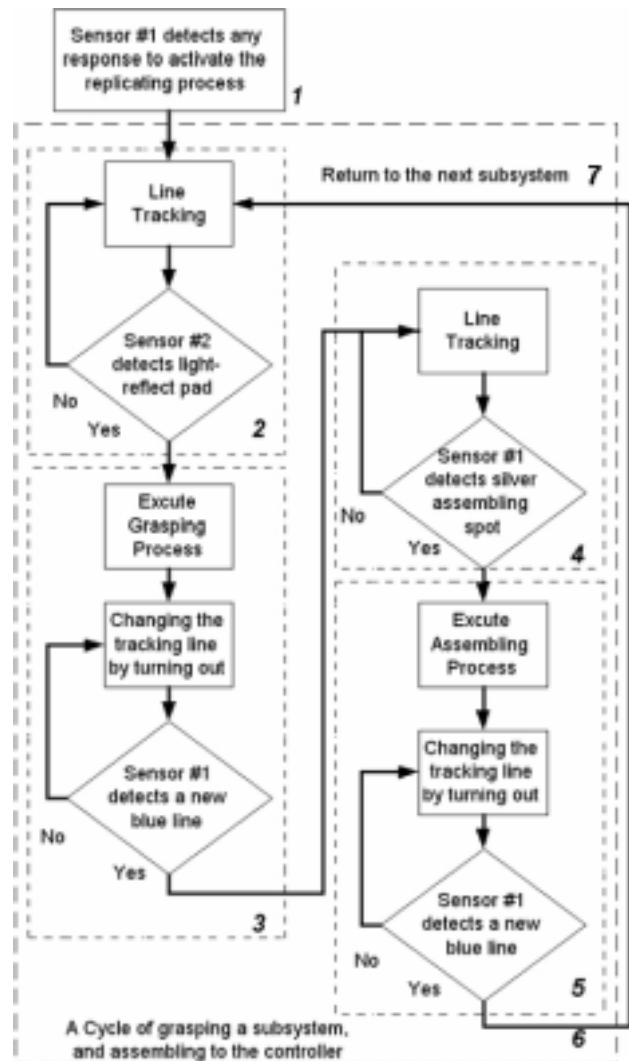 Sensor #1 detects any
response to activate the
replicating process
1
Line
Tracking
Sensor #2
detects light-
reflect pad
No
Yes
2
Excute
Grasping
Process
Changing the
tracking line
by turning out
Sensor #1
detects a new
blue line
No
Yes
3
Return to the next subsystem 7
Line
Tracking
Sensor #1
detects silver
assembling
spot
No
Yes
4
Excute
Assembling
Process
Changing the
tracking line
by turning out
Sensor #1
detects a new
blue line
No
Yes
5
6
A Cycle of grasping a subsystem,
and assembling to the controller